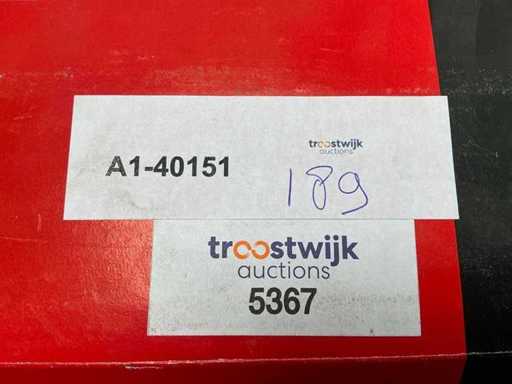 A1-40151
troostwijk
auctions
189
troostwijk
auctions
5367